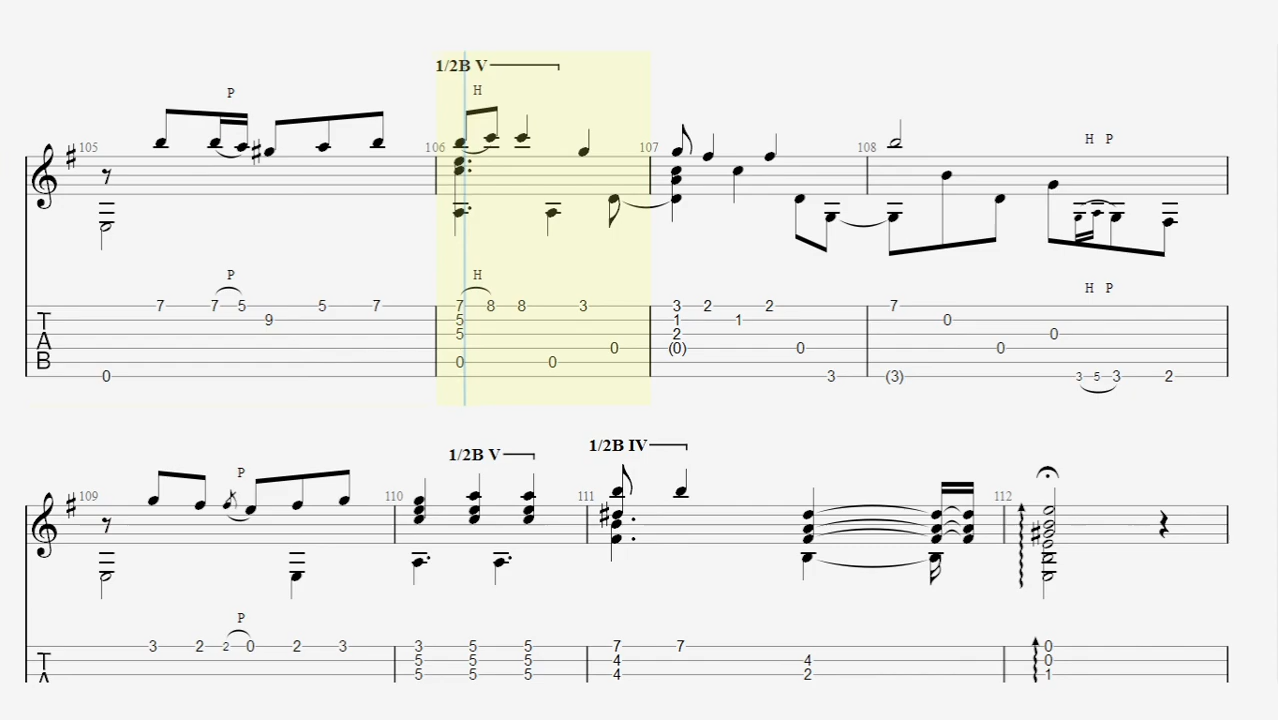 1/2B V
P H
105 106 107 108 H P
P H H P
7 7 5 5 7 7 8 8 3 3 2 2 7
T 9 5 1 1 0
A 5 2 0
0 (0) 0 0
B 0 0
0 3 (3) 3 5 3 2
1/2B V 1/2B IV
P
109 110 111 112
P
3 2 2 0 2 3 3 5 5 7 7 0
T 5 5 5 4 4 0
A 5 5 5 4 2 1